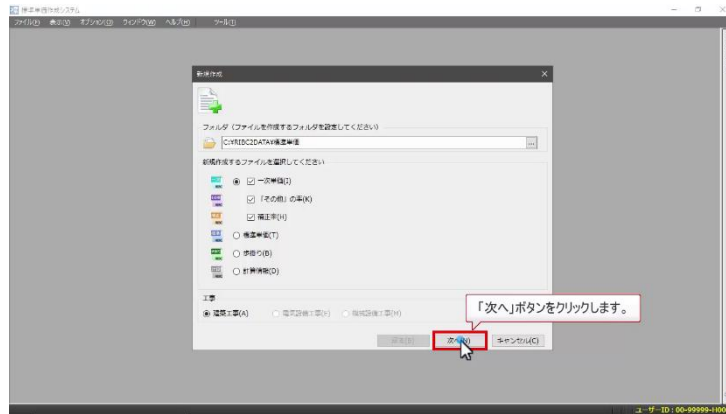 標準単価作成システム
ファイル(F) 表示(V) オプション(O) ウィンドウ(W) ヘルプ(H) ツール(T)
新規作成
フォルダ（ファイルを作成するフォルダを設定してください）
C:¥RIBC2DATA¥標準単価
新規作成するファイルを選択してください
一次単価(I)
「その他」の率(K)
補正率(H)
標準単価(T)
歩掛り(B)
計算情報(D)
工事
建築工事(A) 電気設備工事(E) 機械設備工事(M)
「次へ」ボタンをクリックします。
次へ(N) キャンセル(C)
ユーザーID：00-99999-H00